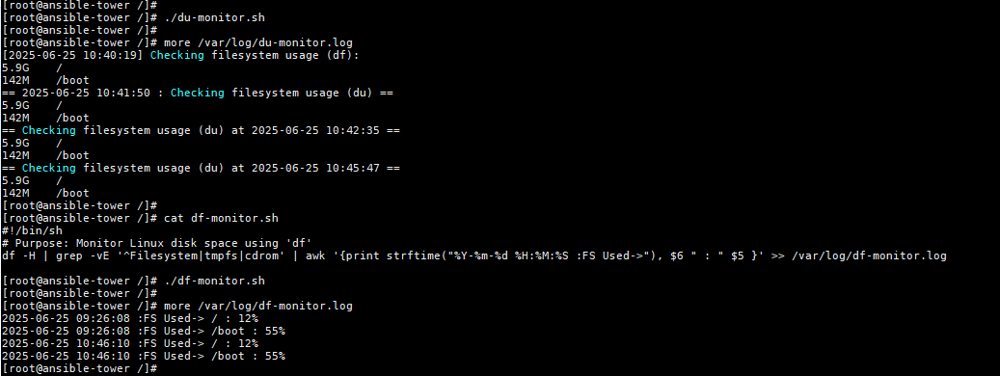 [root@ansible-tower /]#
[root@ansible-tower /]# ./du-monitor.sh
[root@ansible-tower /]#
[root@ansible-tower /]# more /var/log/du-monitor.log
[2025-06-25 10:40:19] Checking filesystem usage (df):
5.9G    /
142M    /boot
== 2025-06-25 10:41:50 : Checking filesystem usage (du) ==
5.9G    /
142M    /boot
== Checking filesystem usage (du) at 2025-06-25 10:42:35 ==
5.9G    /
142M    /boot
== Checking filesystem usage (du) at 2025-06-25 10:45:47 ==
5.9G    /
142M    /boot
[root@ansible-tower /]#
[root@ansible-tower /]# cat df-monitor.sh
#!/bin/sh
# Purpose: Monitor Linux disk space using 'df'
df -H | grep -vE '^Filesystem|tmpfs|cdrom' | awk '{print strftime("%Y-%m-%d %H:%M:%S :FS Used->"), $6 " : " $5 }' >> /var/log/df-monitor.log
[root@ansible-tower /]# ./df-monitor.sh
[root@ansible-tower /]#
[root@ansible-tower /]# more /var/log/df-monitor.log
2025-06-25 09:26:08 :FS Used-> / : 12%
2025-06-25 09:26:08 :FS Used-> /boot : 55%
2025-06-25 10:46:10 :FS Used-> / : 12%
2025-06-25 10:46:10 :FS Used-> /boot : 55%
[root@ansible-tower /]#